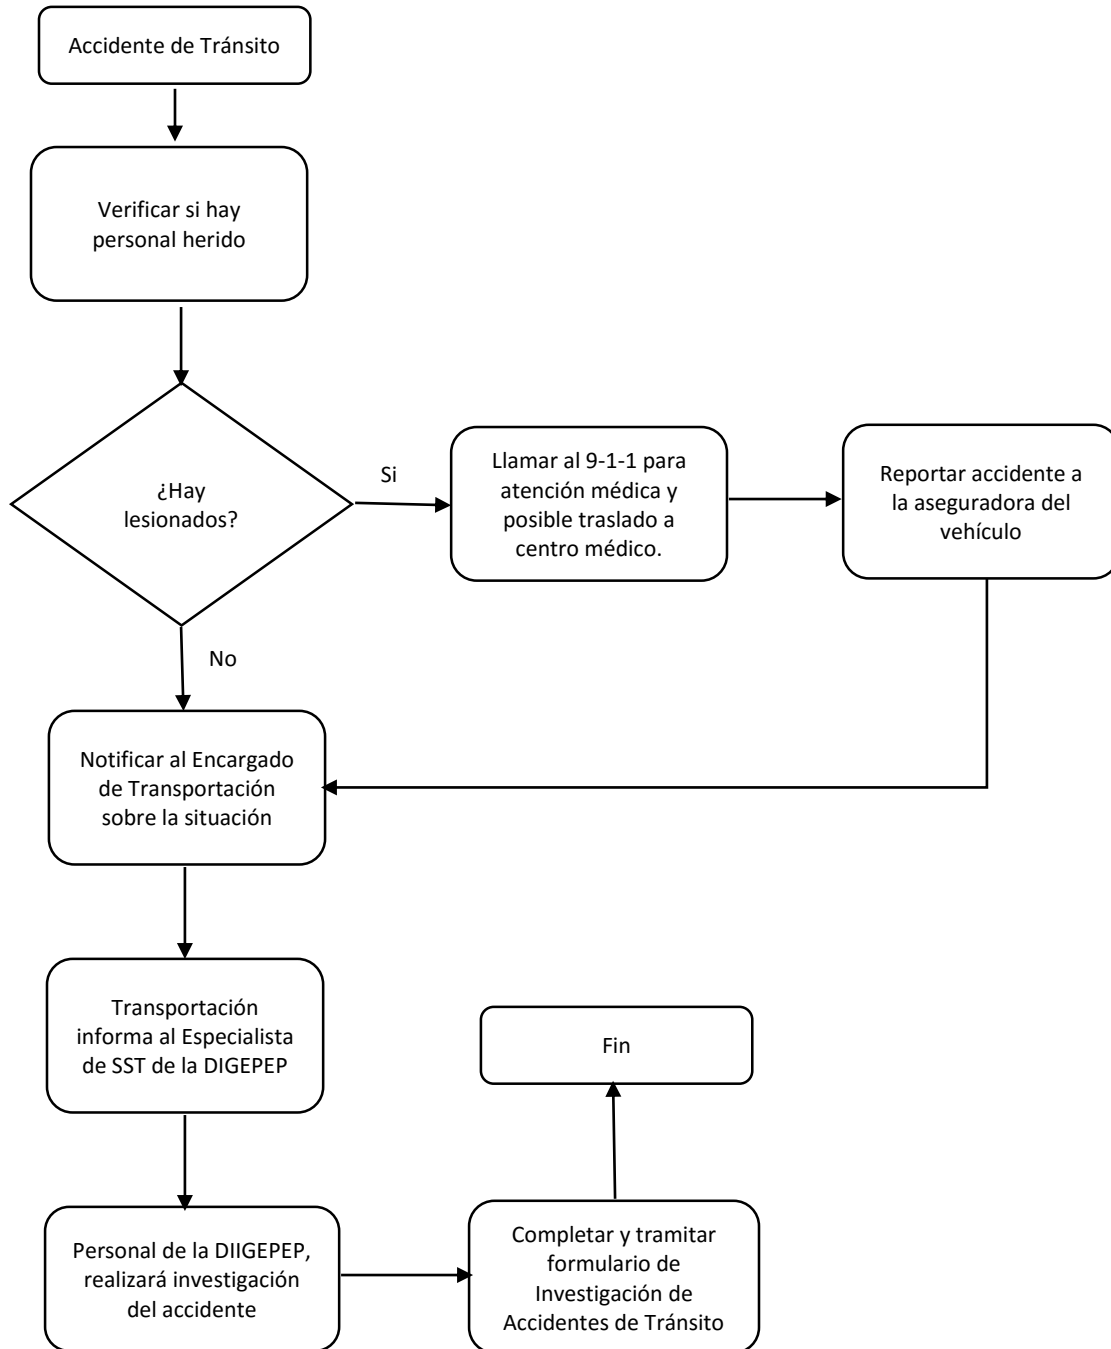 Accidente de Tránsito
Verificar si hay
personal herido
¿Hay
lesionados?
Si
Llamar al 9-1-1 para
atención médica y
posible traslado a
centro médico.
Reportar accidente a
la aseguradora del
vehículo
No
Notificar al Encargado
de Transportación
sobre la situación
Transportación
informa al Especialista
de SST de la DIGEPEP
Personal de la DIIGEPEP,
realizará investigación
del accidente
Completar y tramitar
formulario de
Investigación de
Accidentes de Tránsito
Fin